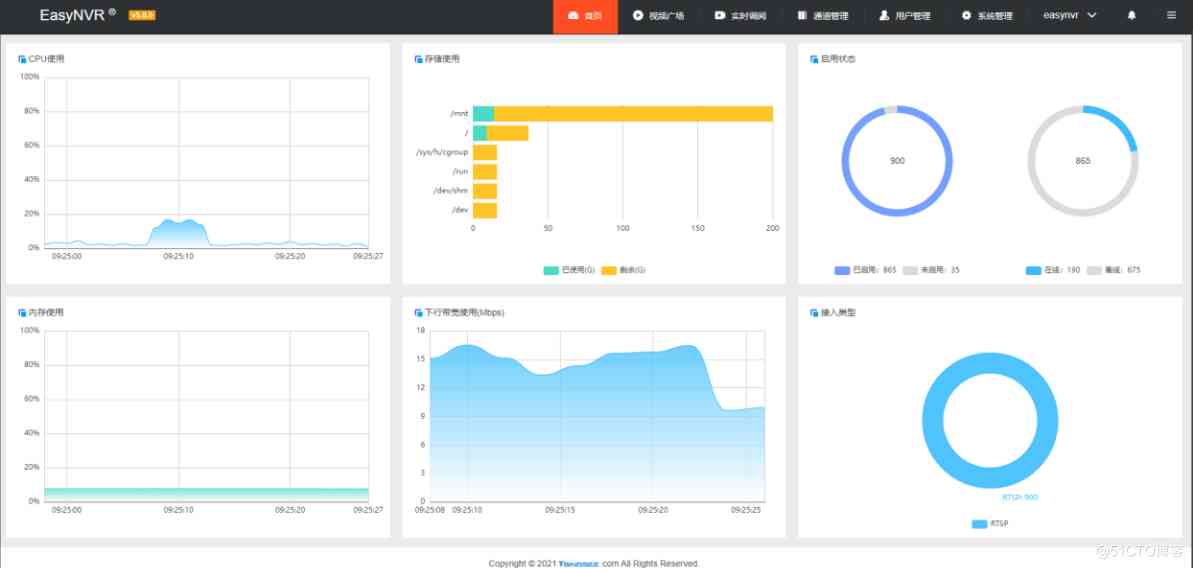 EasyNVR ® v5.0.0 首页 视频广场 实时调阅 通道管理 用户管理 系统管理 easynvr
CPU使用
100%
80%
60%
40%
20%
0%
09:25:00 09:25:10 09:25:20 09:25:27
存储使用
/mnt
/
/sys/fs/cgroup
/run
/dev/shm
/dev
0 50 100 150 200
已使用(G) 剩余(G)
启用状态
900 865
已启用：865 未启用：35 在线：190 离线：675
内存使用
100%
80%
60%
40%
20%
0%
09:25:00 09:25:10 09:25:20 09:25:27
下行带宽使用(Mbps)
18
15
12
9
6
3
0
09:25:08 09:25:10 09:25:15 09:25:20 09:25:25
接入类型
RTSP: 900
RTSP
Copyright © 2021 .com All Rights Reserved.
@51CTO博客